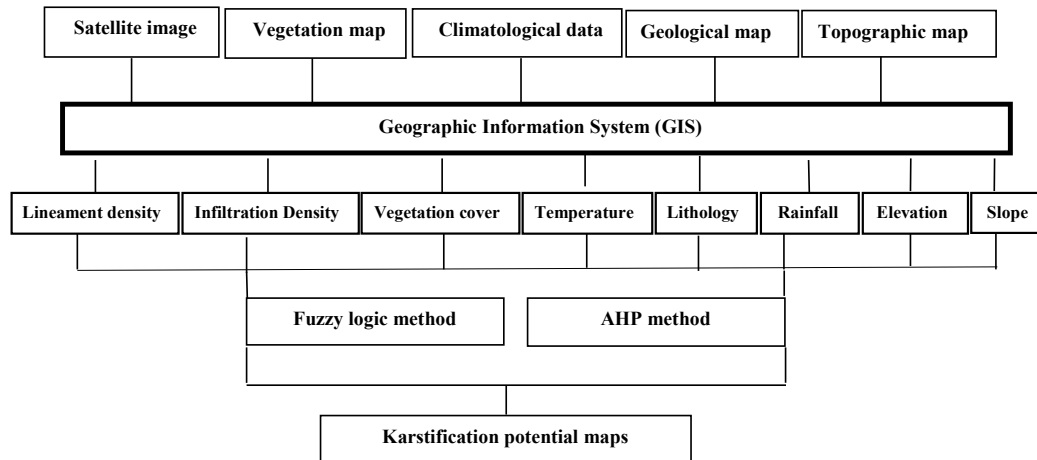 Satellite image
Vegetation map
Climatological data
Geological map
Topographic map
Geographic Information System (GIS)
Lineament density
Infiltration Density
Vegetation cover
Temperature
Lithology
Rainfall
Elevation
Slope
Fuzzy logic method
AHP method
Karstification potential maps